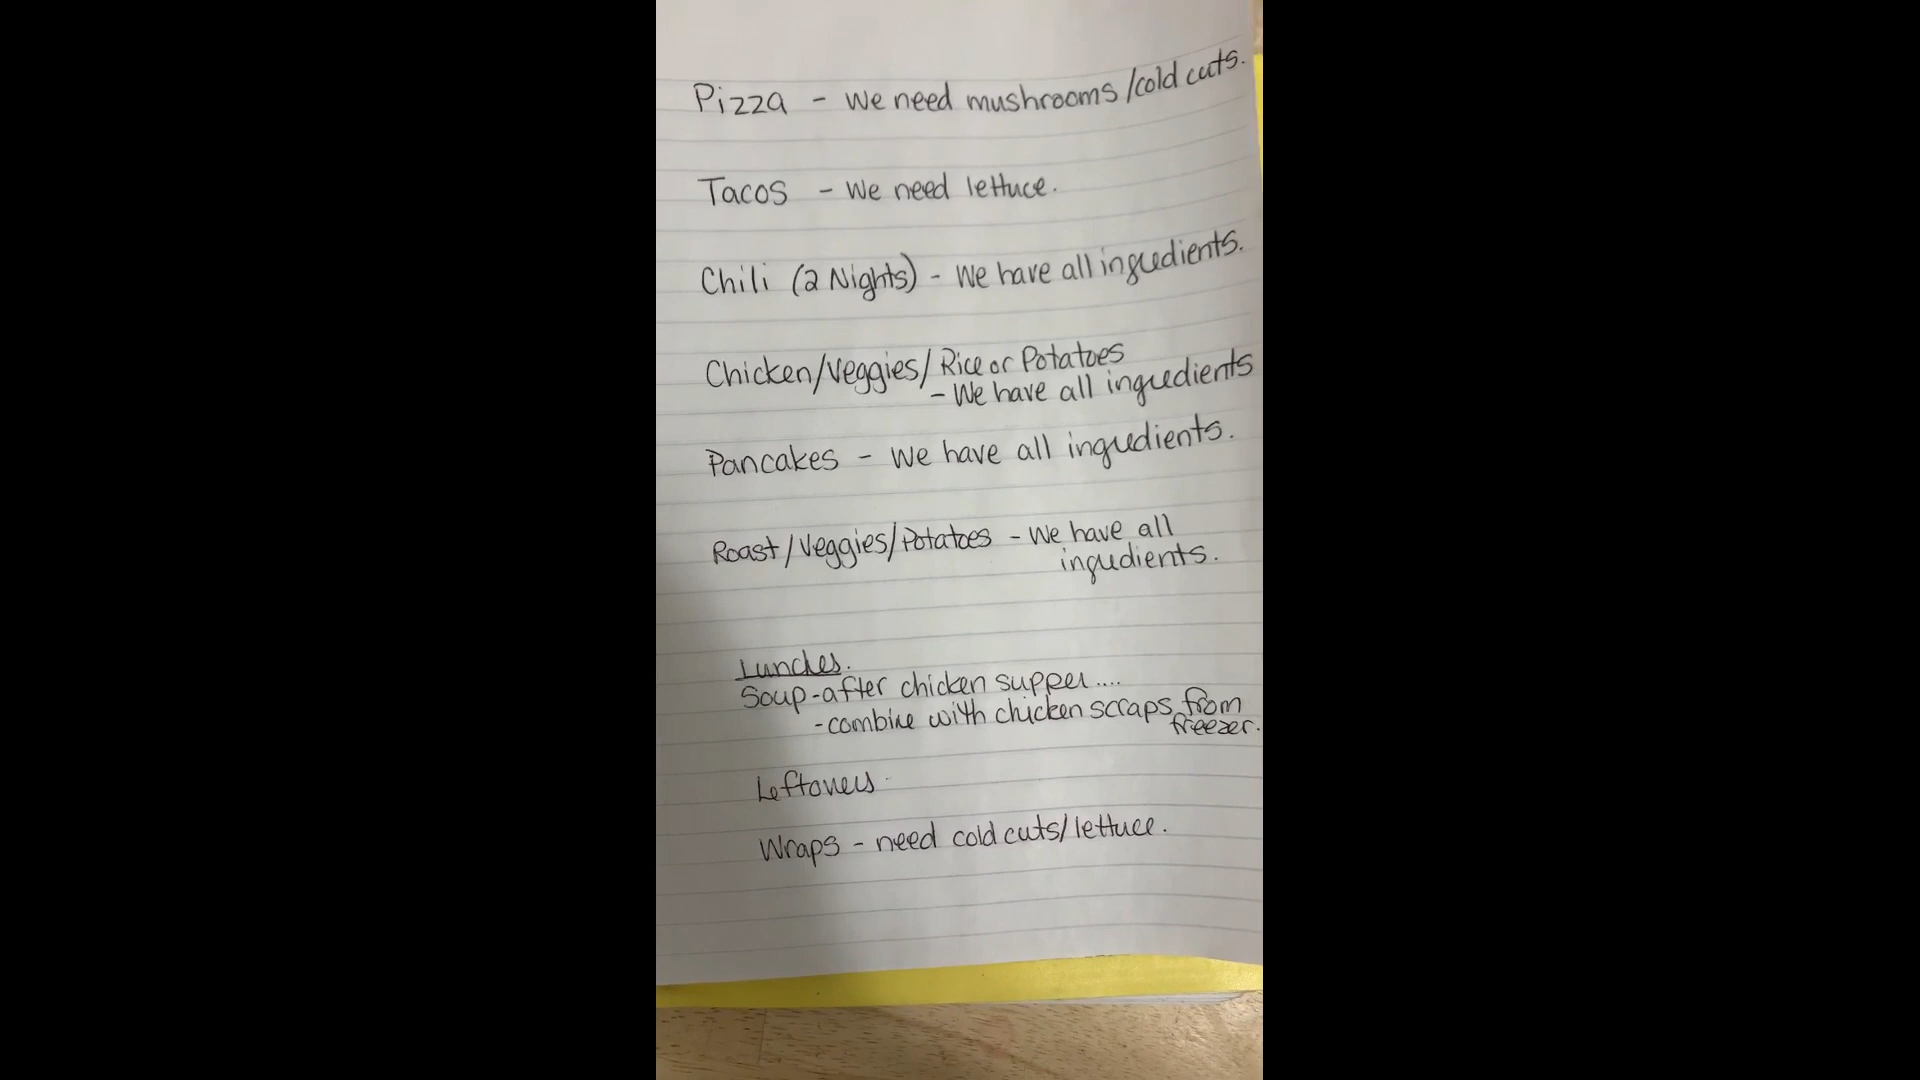 Pizza - We need mushrooms/cold cuts.
Tacos - We need lettuce.
Chili (2 Nights) - We have all ingredients.
Chicken/Veggies/Rice or Potatoes
- We have all ingredients
Pancakes - We have all ingredients.
Roast/Veggies/Potatoes - We have all
ingredients.
Lunches.
Soup-after chicken supper....
-combine with chicken scraps from
freezer.
Leftovers
Wraps - need cold cuts/lettuce.